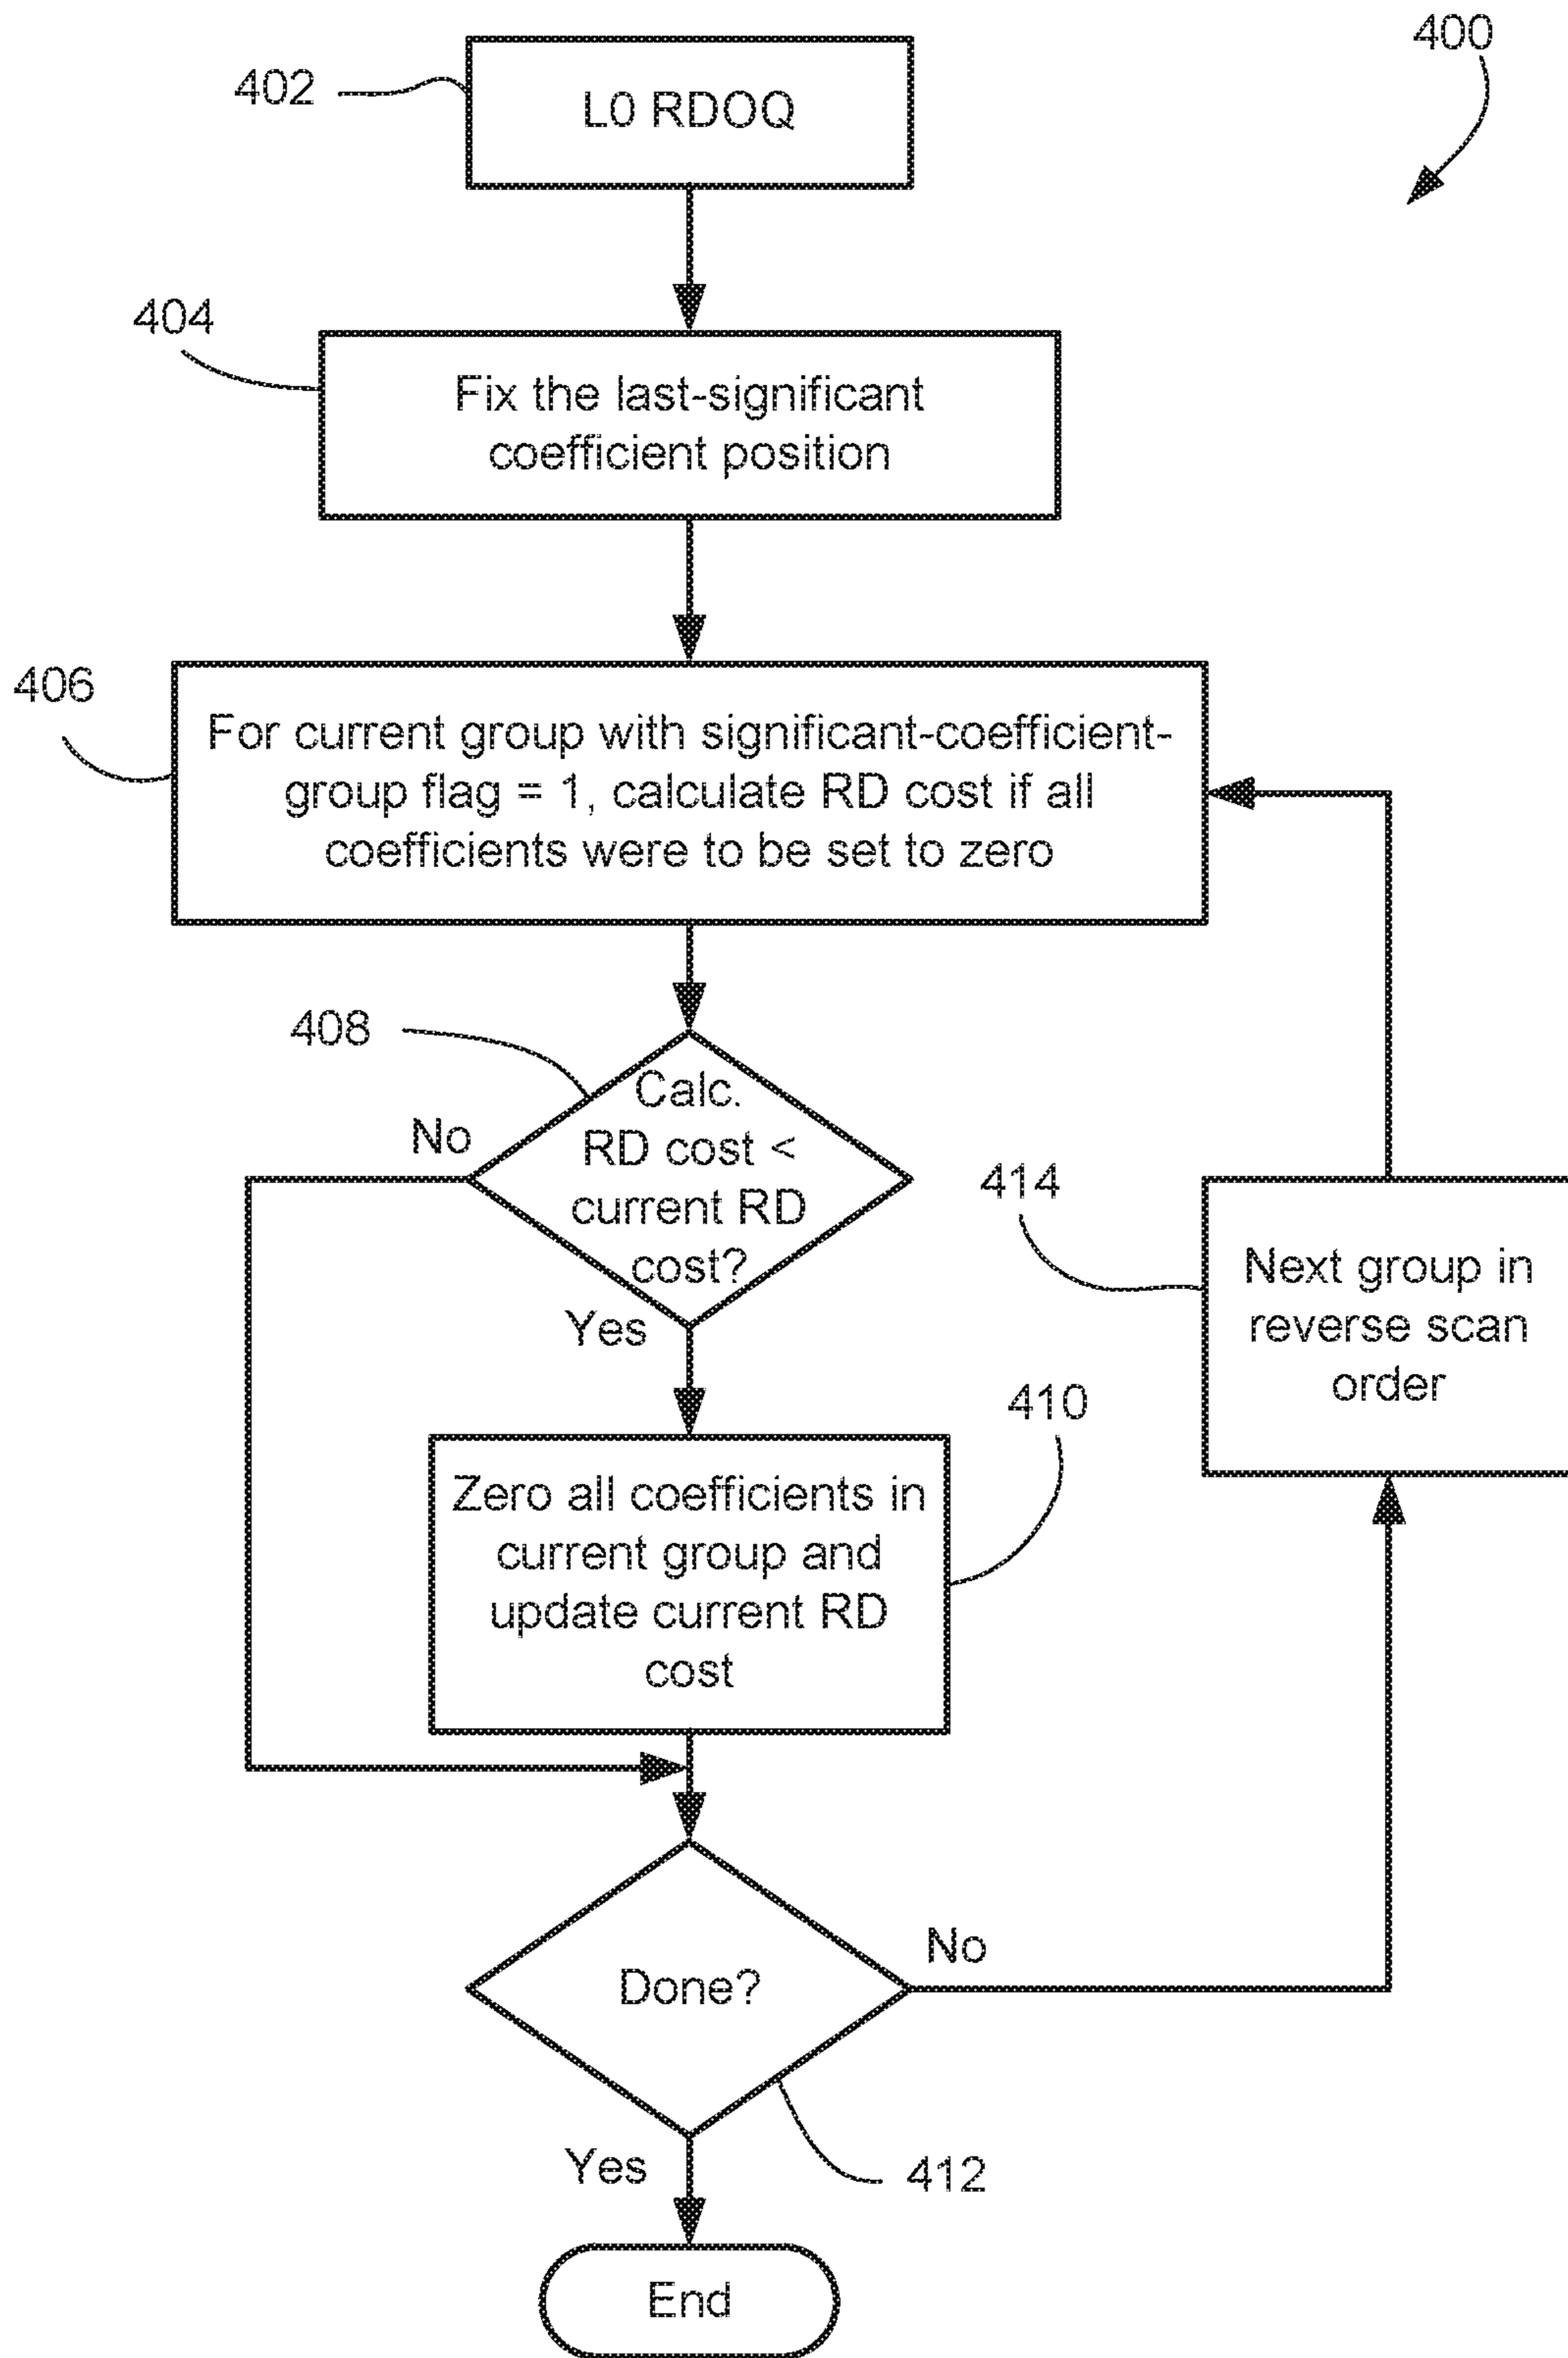 400
402
L0 RDOQ
404
Fix the last-significant
coefficient position
406
For current group with significant-coefficient-
group flag = 1, calculate RD cost if all
coefficients were to be set to zero
408
Calc.
RD cost <
current RD
cost?
No
Yes
414
Next group in
reverse scan
order
410
Zero all coefficients in
current group and
update current RD
cost
Done?
No
412
Yes
End